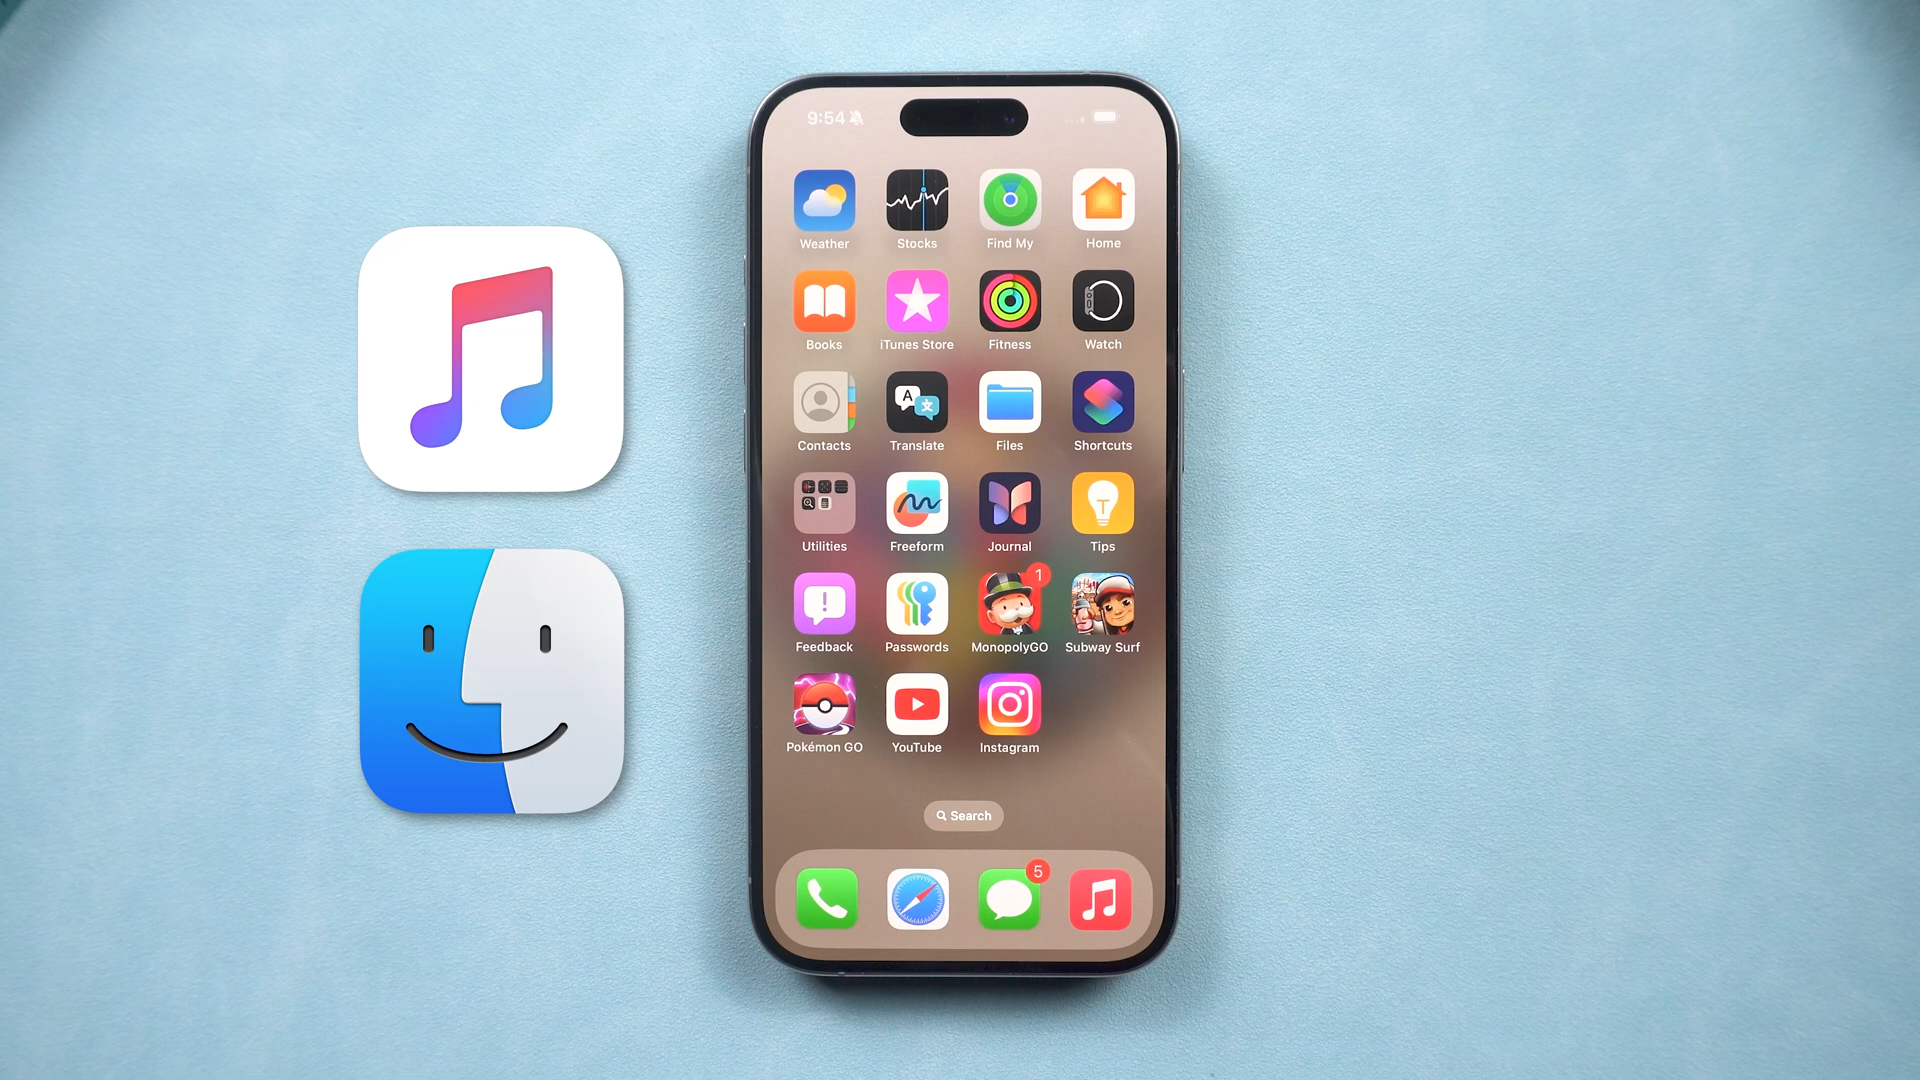 9:54
Weather Stocks Find My Home
Books iTunes Store Fitness Watch
A 文
Contacts Translate Files Shortcuts
T
Utilities Freeform Journal Tips
! 1
Feedback Passwords MonopolyGO Subway Surf
Pokémon GO YouTube Instagram
Search
5